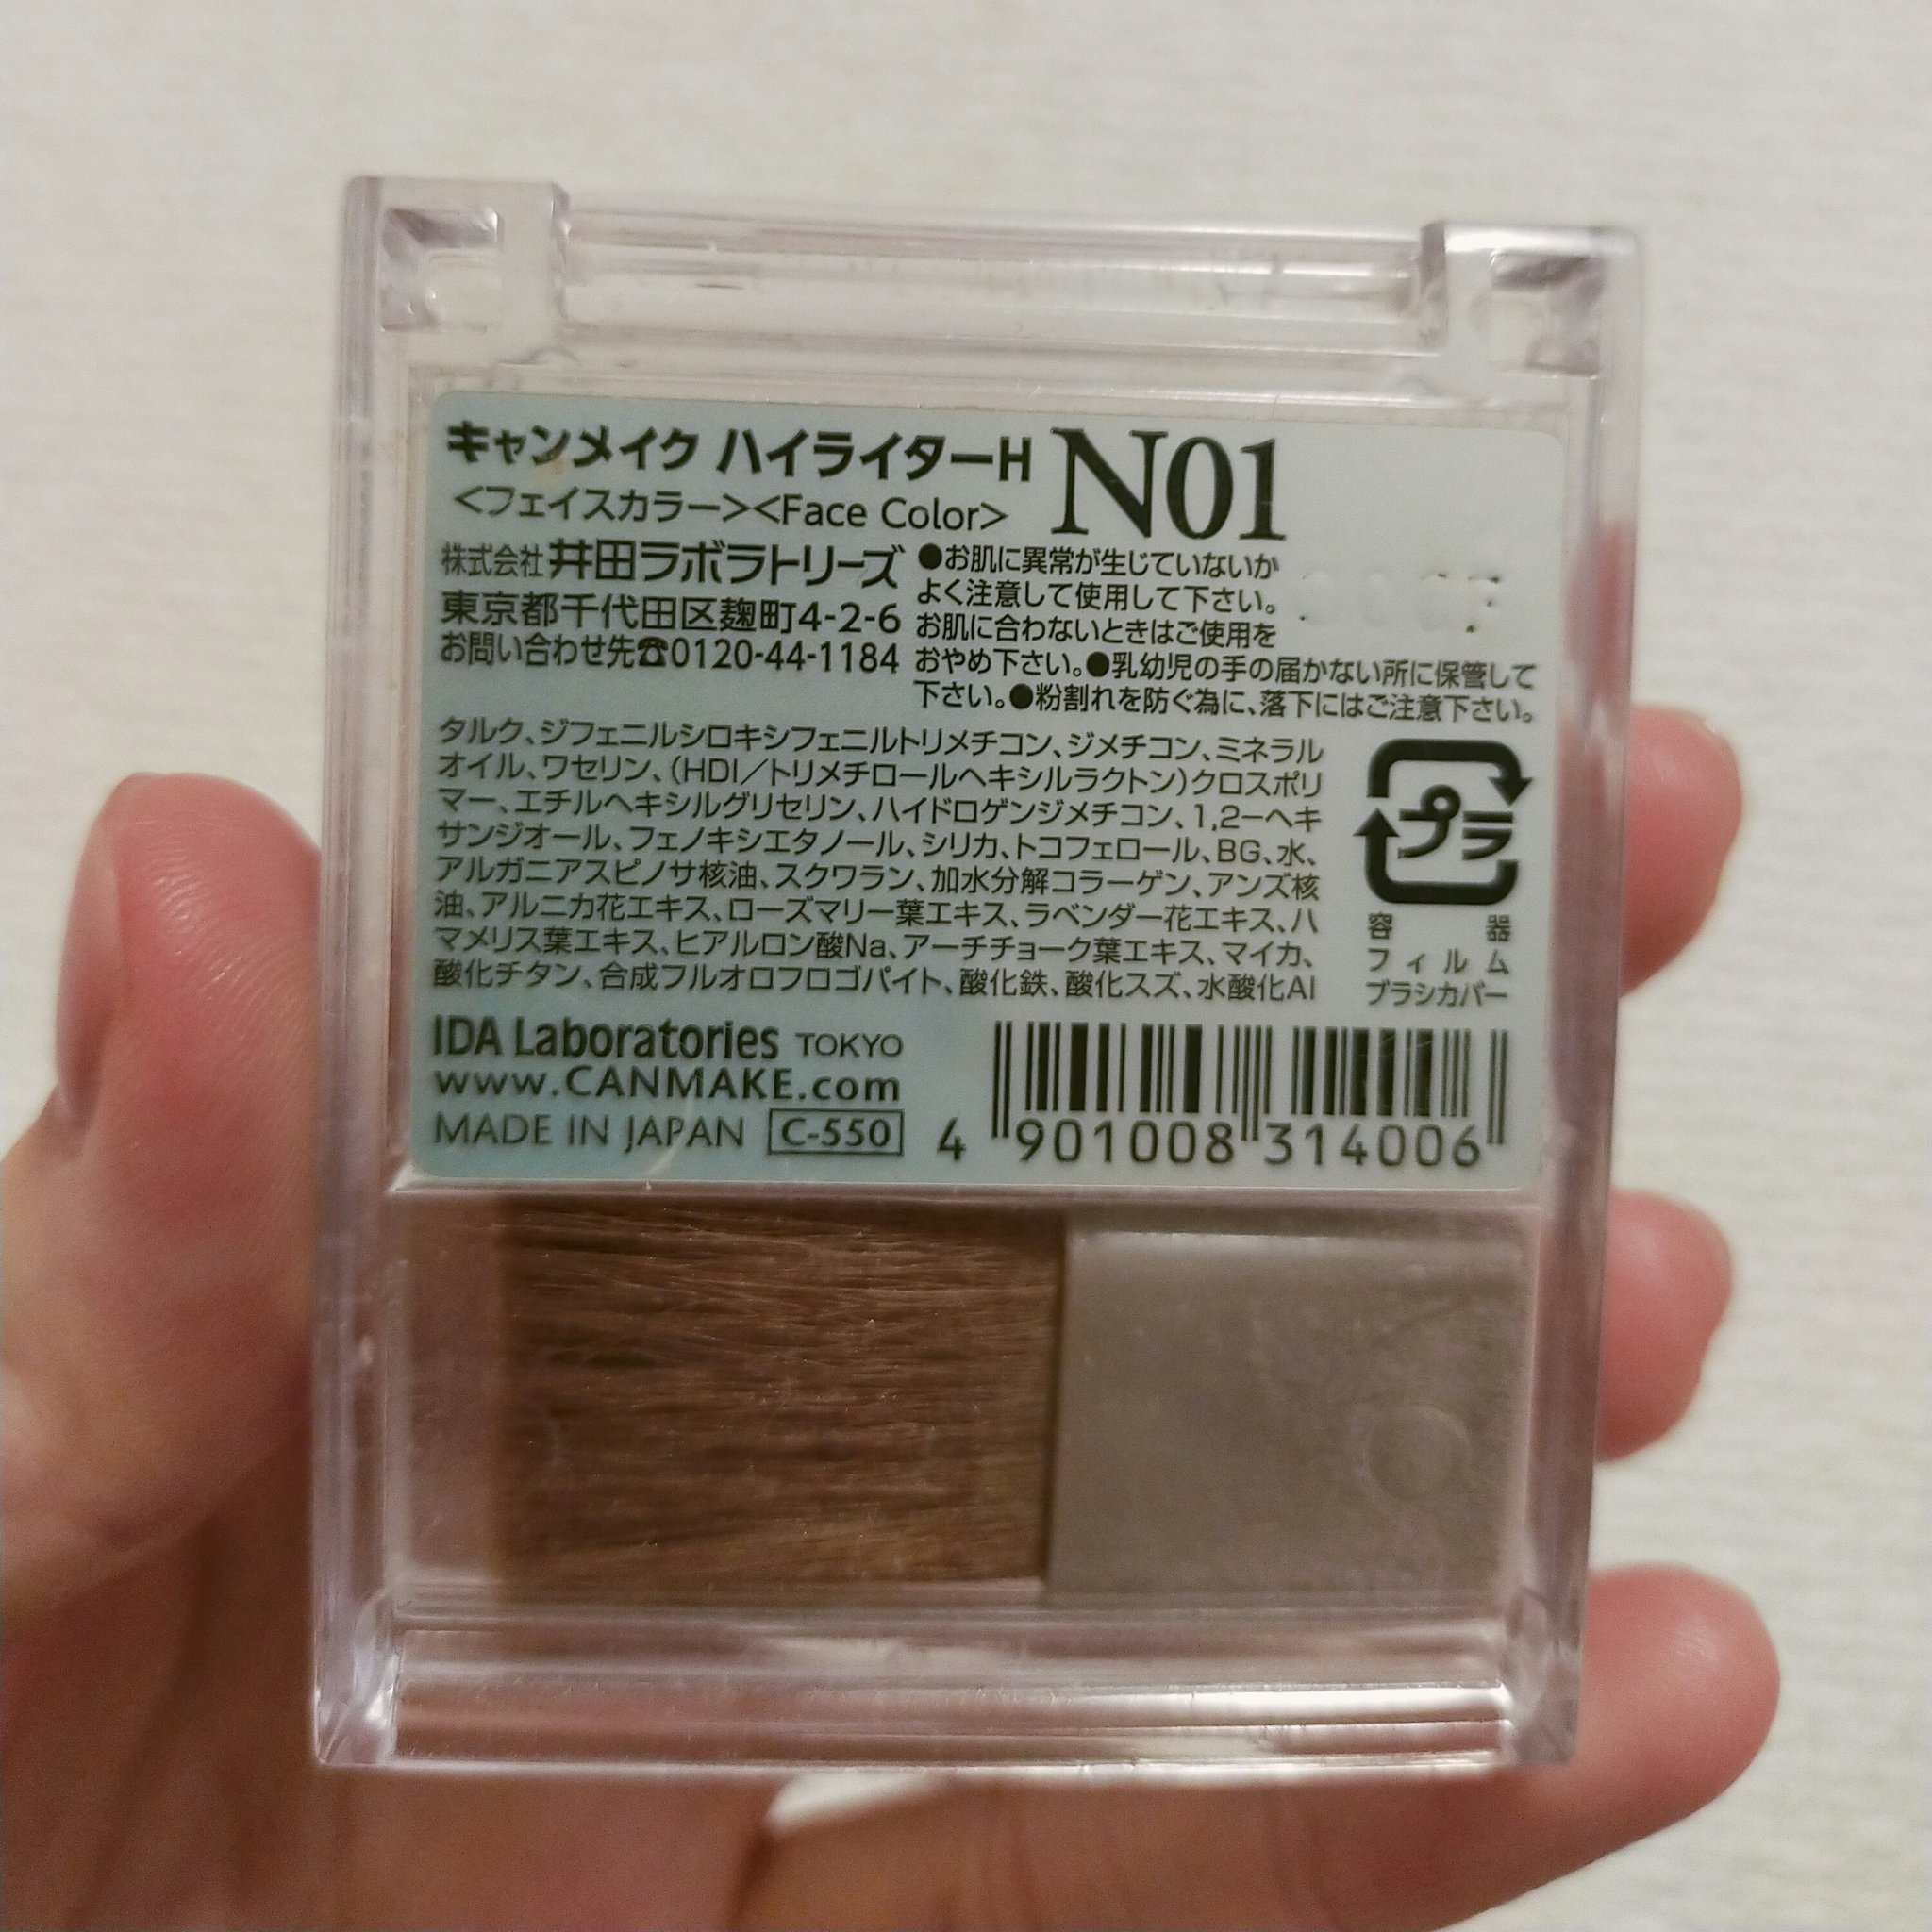 キャンメイク ハイライターH N01
＜フェイスカラー＞＜Face Color＞
株式会社 井田ラボラトリーズ
東京都千代田区麹町4-2-6
お問い合わせ先☎0120-44-1184
●お肌に異常が生じていないか
よく注意して使用して下さい。
お肌に合わないときはご使用を
おやめ下さい。●乳幼児の手の届かない所に保管して
下さい。●粉割れを防ぐ為に、落下にはご注意下さい。
タルク、ジフェニルシロキシフェニルトリメチコン、ジメチコン、ミネラル
オイル、ワセリン、(HDI／トリメチロールヘキシルラクトン)クロスポリ
マー、エチルヘキシルグリセリン、ハイドロゲンジメチコン、1,2−ヘキ
サンジオール、フェノキシエタノール、シリカ、トコフェロール、BG、水、
アルガニアスピノサ核油、スクワラン、加水分解コラーゲン、アンズ核
油、アルニカ花エキス、ローズマリー葉エキス、ラベンダー花エキス、ハ
マメリス葉エキス、ヒアルロン酸Na、アーチチョーク葉エキス、マイカ、
酸化チタン、合成フルオロフロゴパイト、酸化鉄、酸化スズ、水酸化Al
プラ
容器
フィルム
ブラシカバー
IDA Laboratories TOKYO
www.CANMAKE.com
MADE IN JAPAN C-550
4 901008 314006